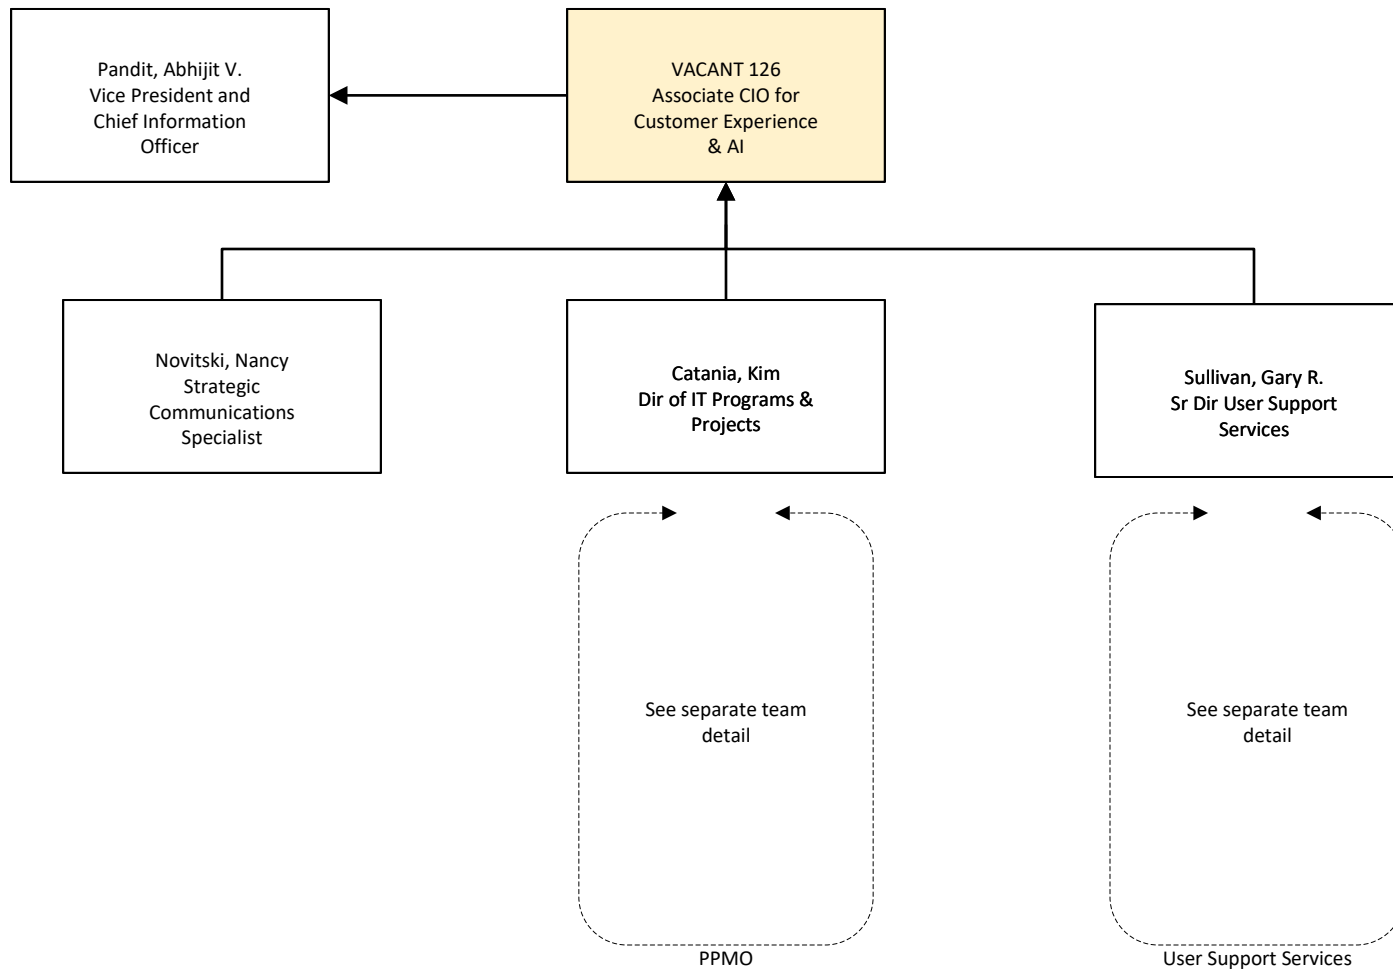 Pandit, Abhijit V.
Vice President and
Chief Information
Officer
VACANT 126
Associate CIO for
Customer Experience
& AI
Novitski, Nancy
Strategic
Communications
Specialist
Catania, Kim
Dir of IT Programs &
Projects
Sullivan, Gary R.
Sr Dir User Support
Services
See separate team
detail
See separate team
detail
PPMO
User Support Services